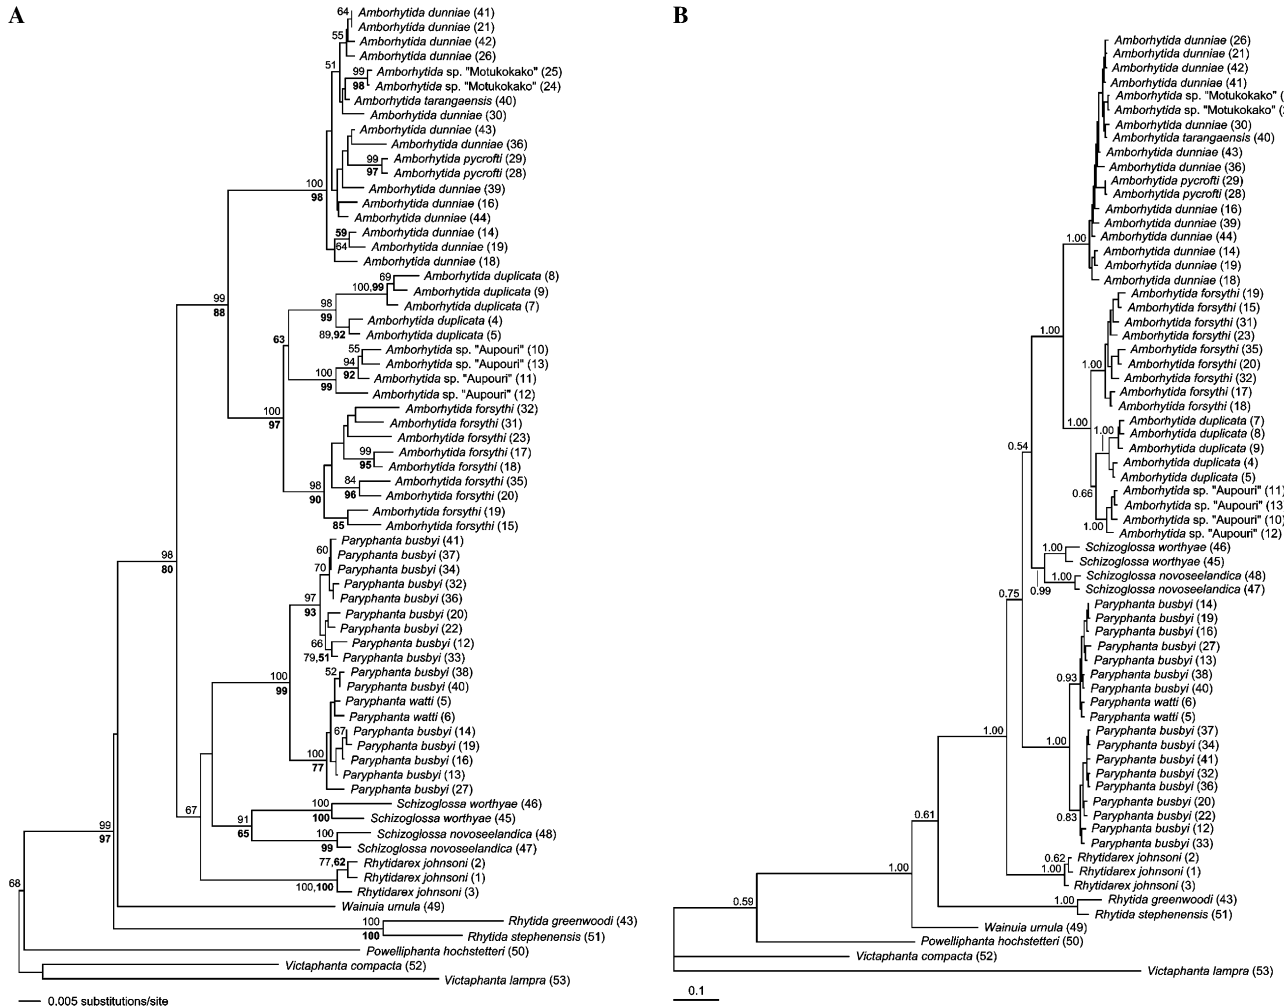 A
64
Amborhytida dunniae (41)
Amborhytida dunniae (21)
55
Amborhytida dunniae (42)
Amborhytida dunniae (26)
51
99
Amborhytida sp. "Motukokako" (25)
98
Amborhytida sp. "Motukokako" (24)
Amborhytida tarangaensis (40)
Amborhytida dunniae (30)
Amborhytida dunniae (43)
Amborhytida dunniae (36)
99
Amborhytida pycrofti (29)
97
Amborhytida pycrofti (28)
100
98
Amborhytida dunniae (39)
Amborhytida dunniae (16)
Amborhytida dunniae (44)
59
Amborhytida dunniae (14)
64
Amborhytida dunniae (19)
Amborhytida dunniae (18)
69
Amborhytida duplicata (8)
100,99
Amborhytida duplicata (9)
99
88
98
99
Amborhytida duplicata (7)
Amborhytida duplicata (4)
89,92
Amborhytida duplicata (5)
63
55
Amborhytida sp. "Aupouri" (10)
94
92
Amborhytida sp. "Aupouri" (13)
100
99
Amborhytida sp. "Aupouri" (11)
Amborhytida sp. "Aupouri" (12)
100
97
Amborhytida forsythi (32)
Amborhytida forsythi (31)
Amborhytida forsythi (23)
99
95
Amborhytida forsythi (17)
Amborhytida forsythi (18)
98
90
84
96
Amborhytida forsythi (35)
Amborhytida forsythi (20)
Amborhytida forsythi (19)
85
Amborhytida forsythi (15)
98
80
60
Paryphanta busbyi (41)
Paryphanta busbyi (37)
70
Paryphanta busbyi (34)
Paryphanta busbyi (32)
97
93
Paryphanta busbyi (36)
Paryphanta busbyi (20)
Paryphanta busbyi (22)
66
Paryphanta busbyi (12)
79,51
Paryphanta busbyi (33)
100
99
52
Paryphanta busbyi (38)
Paryphanta busbyi (40)
Paryphanta watti (5)
Paryphanta watti (6)
67
Paryphanta busbyi (14)
Paryphanta busbyi (19)
100
77
Paryphanta busbyi (16)
Paryphanta busbyi (13)
Paryphanta busbyi (27)
67
100
100
Schizoglossa worthyae (46)
Schizoglossa worthyae (45)
91
65
100
99
Schizoglossa novoseelandica (48)
Schizoglossa novoseelandica (47)
99
97
77,62
Rhytidarex johnsoni (2)
Rhytidarex johnsoni (1)
100,100
Rhytidarex johnsoni (3)
68
Wainuia urnula (49)
100
100
Rhytida greenwoodi (43)
Rhytida stephenensis (51)
Powelliphanta hochstetteri (50)
Victaphanta compacta (52)
Victaphanta lampra (53)
0.005 substitutions/site
B
Amborhytida dunniae (26)
Amborhytida dunniae (21)
Amborhytida dunniae (42)
Amborhytida dunniae (41)
Amborhytida sp. "Motukokako" (
Amborhytida sp. "Motukokako" (
Amborhytida dunniae (30)
Amborhytida tarangaensis (40)
Amborhytida dunniae (43)
Amborhytida dunniae (36)
Amborhytida pycrofti (29)
Amborhytida pycrofti (28)
Amborhytida dunniae (16)
Amborhytida dunniae (39)
1.00
Amborhytida dunniae (44)
Amborhytida dunniae (14)
Amborhytida dunniae (19)
Amborhytida dunniae (18)
Amborhytida forsythi (19)
Amborhytida forsythi (15)
Amborhytida forsythi (31)
1.00
Amborhytida forsythi (23)
Amborhytida forsythi (35)
1.00
Amborhytida forsythi (20)
Amborhytida forsythi (32)
Amborhytida forsythi (17)
Amborhytida forsythi (18)
1.00
Amborhytida duplicata (7)
1.00
Amborhytida duplicata (8)
0.54
Amborhytida duplicata (9)
Amborhytida duplicata (4)
Amborhytida duplicata (5)
0.66
Amborhytida sp. "Aupouri" (11)
Amborhytida sp. "Aupouri" (13
Amborhytida sp. "Aupouri" (10)
1.00
Amborhytida sp. "Aupouri" (12)
1.00
Schizoglossa worthyae (46)
Schizoglossa worthyae (45)
1.00
Schizoglossa novoseelandica (48)
0.99
Schizoglossa novoseelandica (47)
0.75
Paryphanta busbyi (14)
Paryphanta busbyi (19)
Paryphanta busbyi (16)
Paryphanta busbyi (27)
Paryphanta busbyi (13)
0.93
Paryphanta busbyi (38)
Paryphanta busbyi (40)
Paryphanta watti (6)
Paryphanta watti (5)
1.00
Paryphanta busbyi (37)
1.00
Paryphanta busbyi (34)
Paryphanta busbyi (41)
Paryphanta busbyi (32)
Paryphanta busbyi (36)
Paryphanta busbyi (20)
0.83
Paryphanta busbyi (22)
0.61
Paryphanta busbyi (12)
Paryphanta busbyi (33)
0.62
Rhytidarex johnsoni (2)
1.00
Rhytidarex johnsoni (1)
1.00
Rhytidarex johnsoni (3)
1.00
Rhytida greenwoodi (43)
0.59
Rhytida stephenensis (51)
Wainuia urnula (49)
Powelliphanta hochstetteri (50)
Victaphanta compacta (52)
Victaphanta lampra (53)
0.1